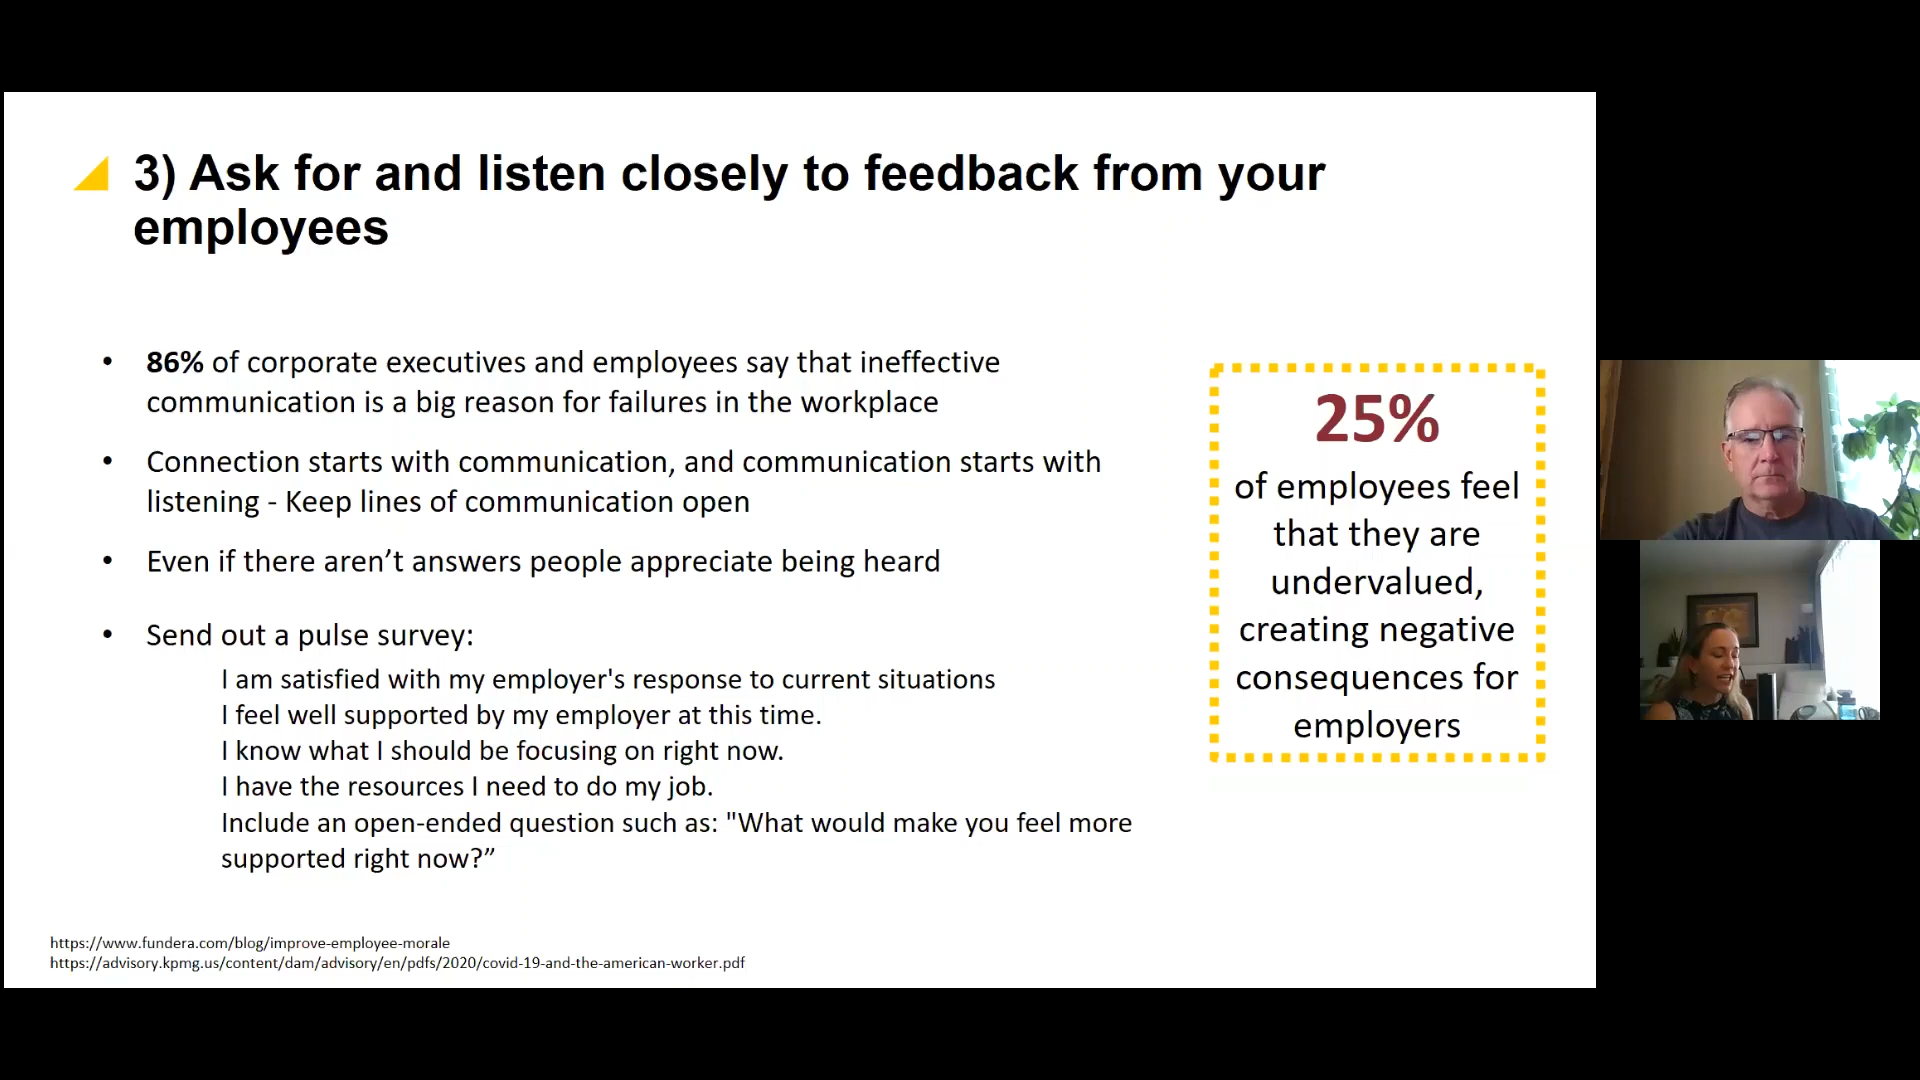 3) Ask for and listen closely to feedback from your
employees
• 86% of corporate executives and employees say that ineffective
communication is a big reason for failures in the workplace
• Connection starts with communication, and communication starts with
listening - Keep lines of communication open
• Even if there aren’t answers people appreciate being heard
• Send out a pulse survey:
I am satisfied with my employer's response to current situations
I feel well supported by my employer at this time.
I know what I should be focusing on right now.
I have the resources I need to do my job.
Include an open-ended question such as: "What would make you feel more
supported right now?”
25%
of employees feel
that they are
undervalued,
creating negative
consequences for
employers
https://www.fundera.com/blog/improve-employee-morale
https://advisory.kpmg.us/content/dam/advisory/en/pdfs/2020/covid-19-and-the-american-worker.pdf